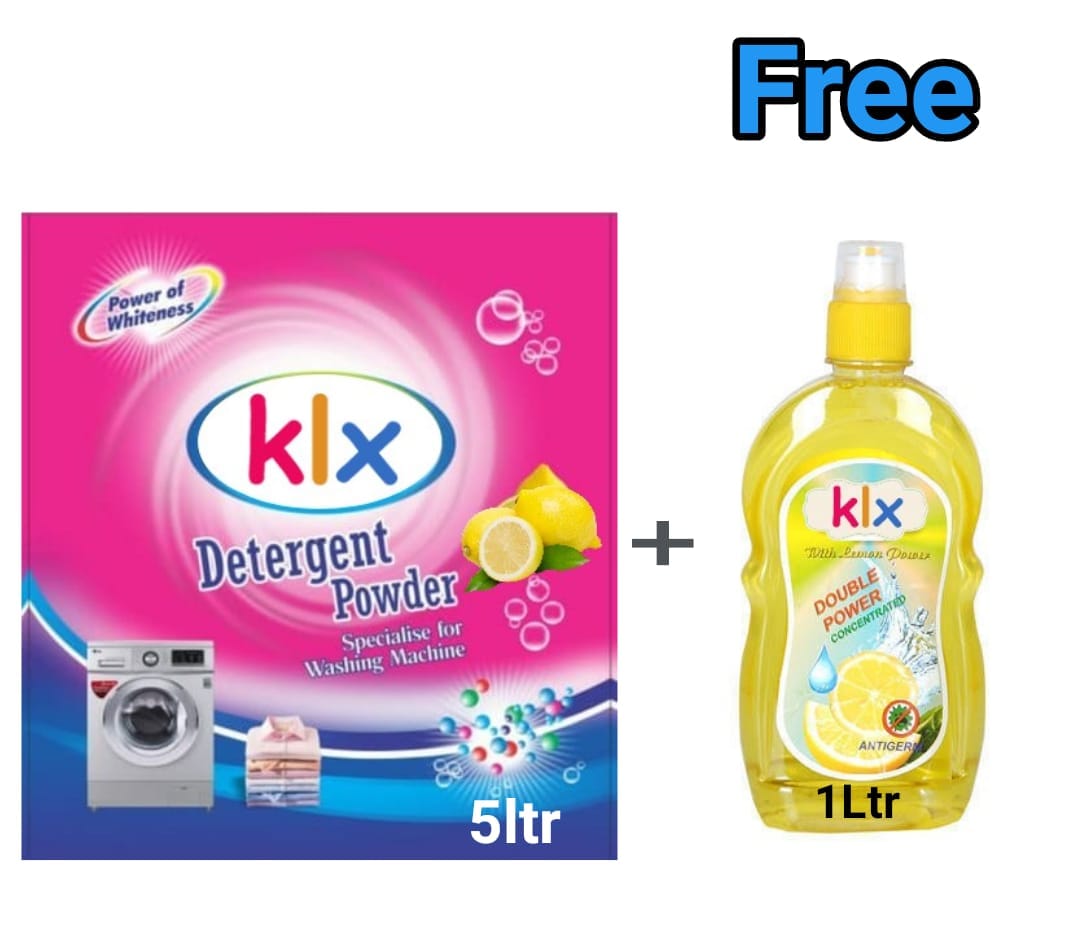 Free
Power of
Whiteness
klx
Detergent
Powder
Specialise for
Washing Machine
5ltr
+
klx
With Lemon Power
DOUBLE
POWER
CONCENTRATED
ANTIGERM
1Ltr